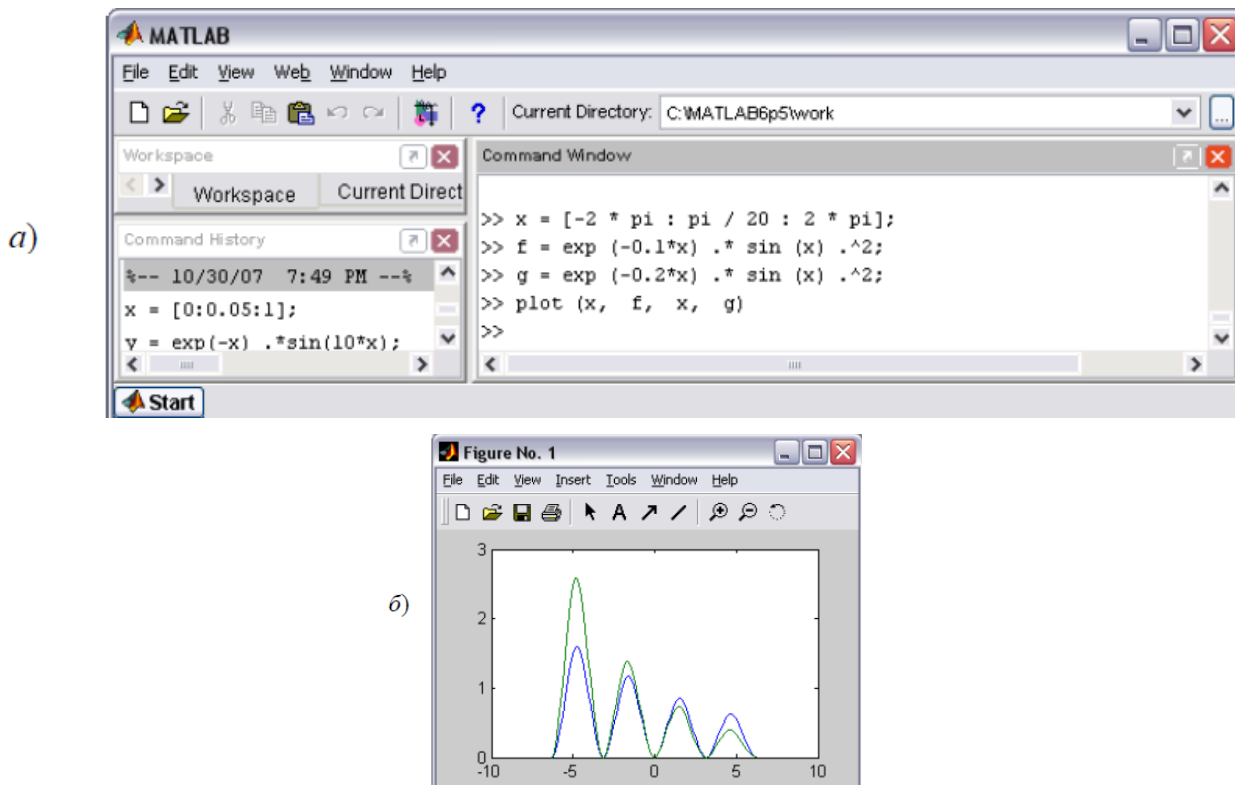 а)
MATLAB
File Edit View Web Window Help
? Current Directory: C:\MATLAB6p5\work ...
Workspace
Workspace Current Direct
Command History
%-- 10/30/07 7:49 PM --%
x = [0:0.05:1];
y = exp(-x) .*sin(10*x);
Command Window
>> x = [-2 * pi : pi / 20 : 2 * pi];
>> f = exp (-0.1*x) .* sin (x) .^2;
>> g = exp (-0.2*x) .* sin (x) .^2;
>> plot (x, f, x, g)
>>
Start
б)
Figure No. 1
File Edit View Insert Tools Window Help
A
3
2
1
0
-10 -5 0 5 10